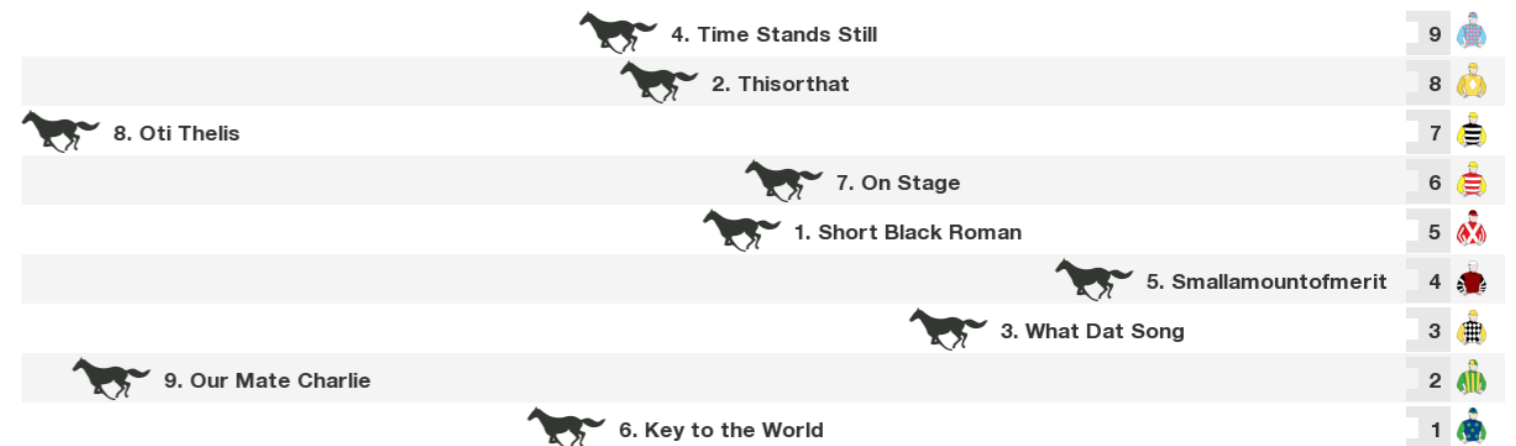 4. Time Stands Still 9
2. Thisorthat 8
8. Oti Thelis 7
7. On Stage 6
1. Short Black Roman 5
5. Smallamountofmerit 4
3. What Dat Song 3
9. Our Mate Charlie 2
6. Key to the World 1